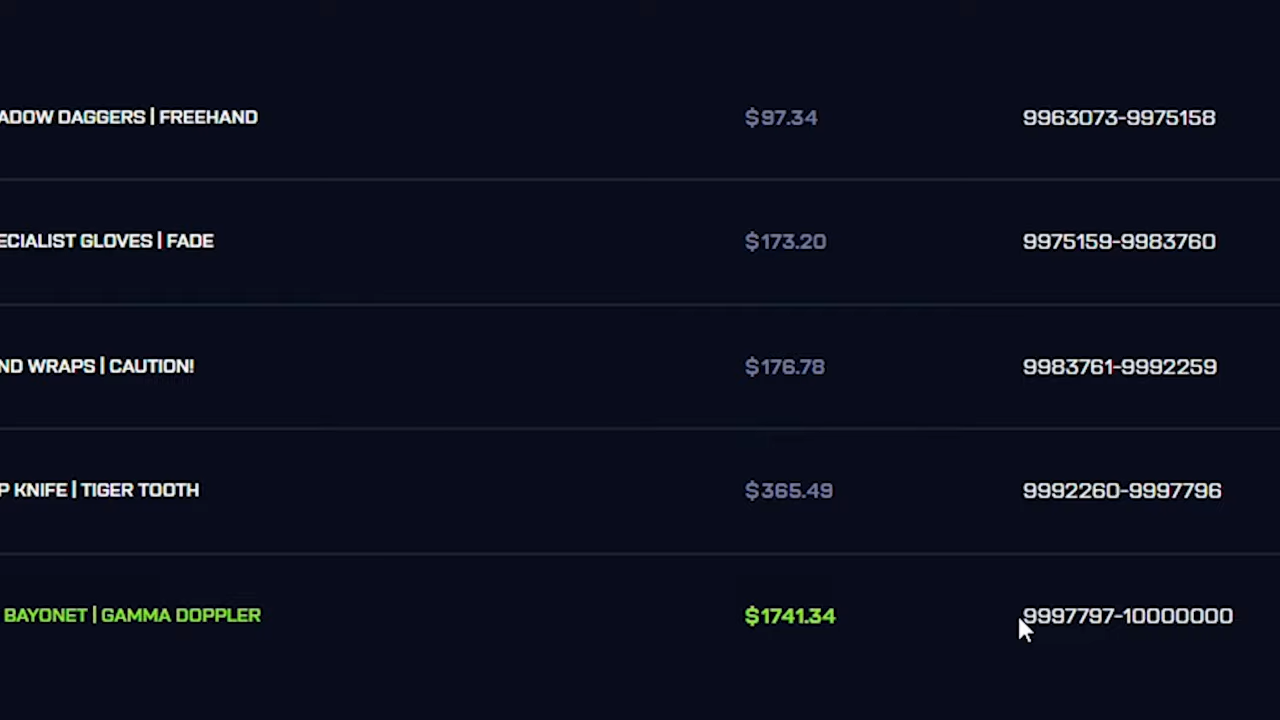 ADOW DAGGERS | FREEHAND $97.34 9963073-9975158
ECIALIST GLOVES | FADE $173.20 9975159-9983760
ND WRAPS | CAUTION! $176.78 9983761-9992259
P KNIFE | TIGER TOOTH $365.49 9992260-9997796
BAYONET | GAMMA DOPPLER $1741.34 9997797-10000000